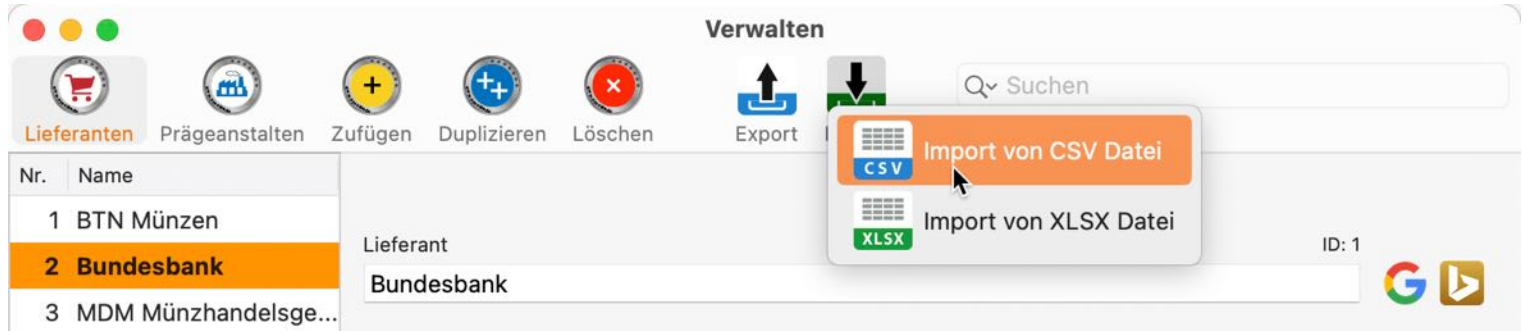 Verwalten
Lieferanten Prägeanstalten Zufügen Duplizieren Löschen Export
Suchen
CSV Import von CSV Datei
XLSX Import von XLSX Datei
Nr. Name
1 BTN Münzen
2 Bundesbank
3 MDM Münzhandelsge...
Lieferant ID: 1
Bundesbank